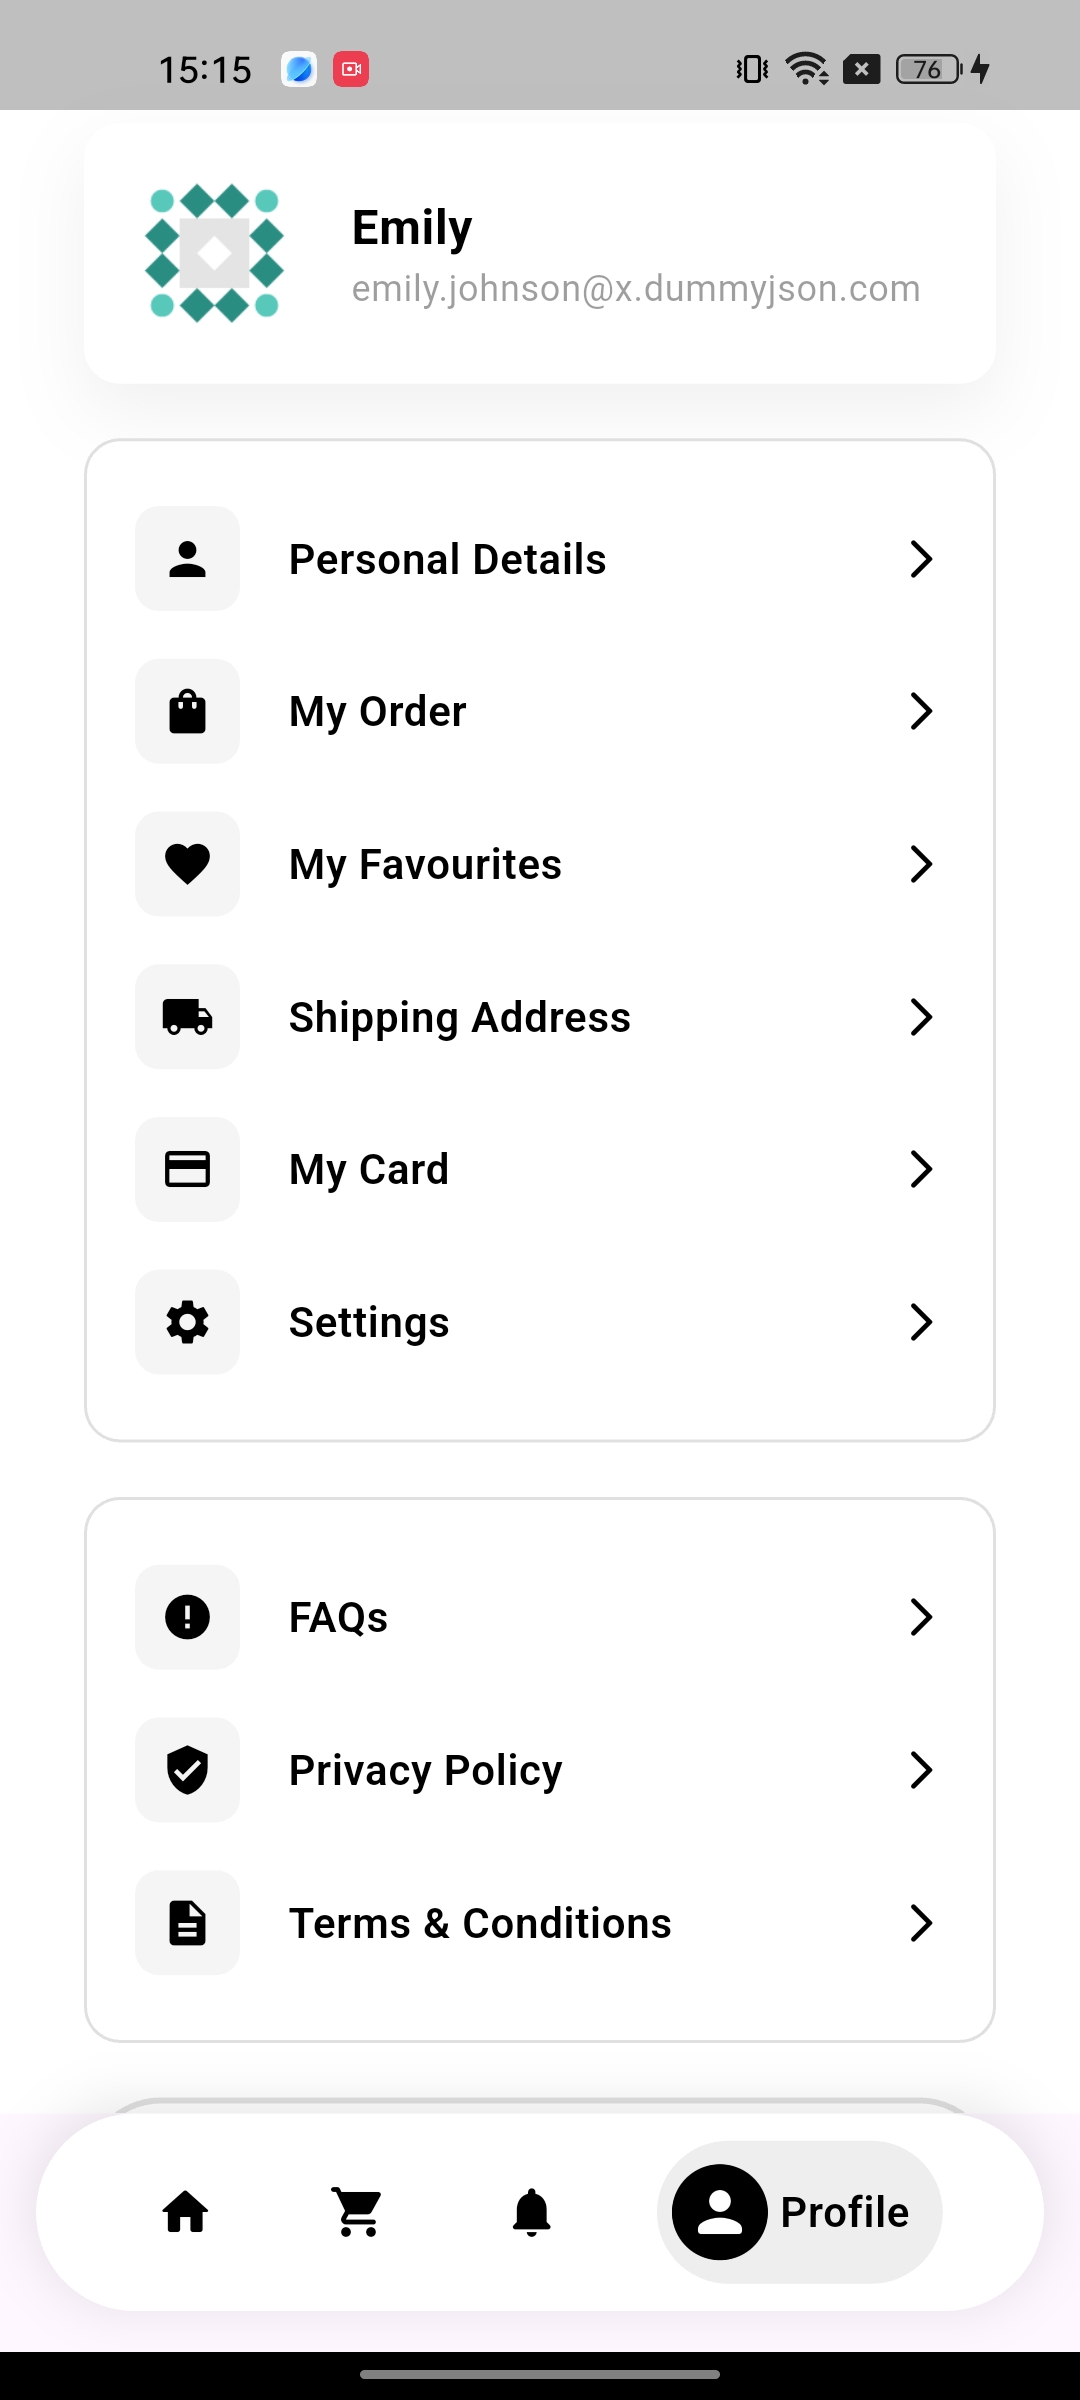 15:15
76
Emily
emily.johnson@x.dummyjson.com
Personal Details
My Order
My Favourites
Shipping Address
My Card
Settings
FAQs
Privacy Policy
Terms & Conditions
Profile